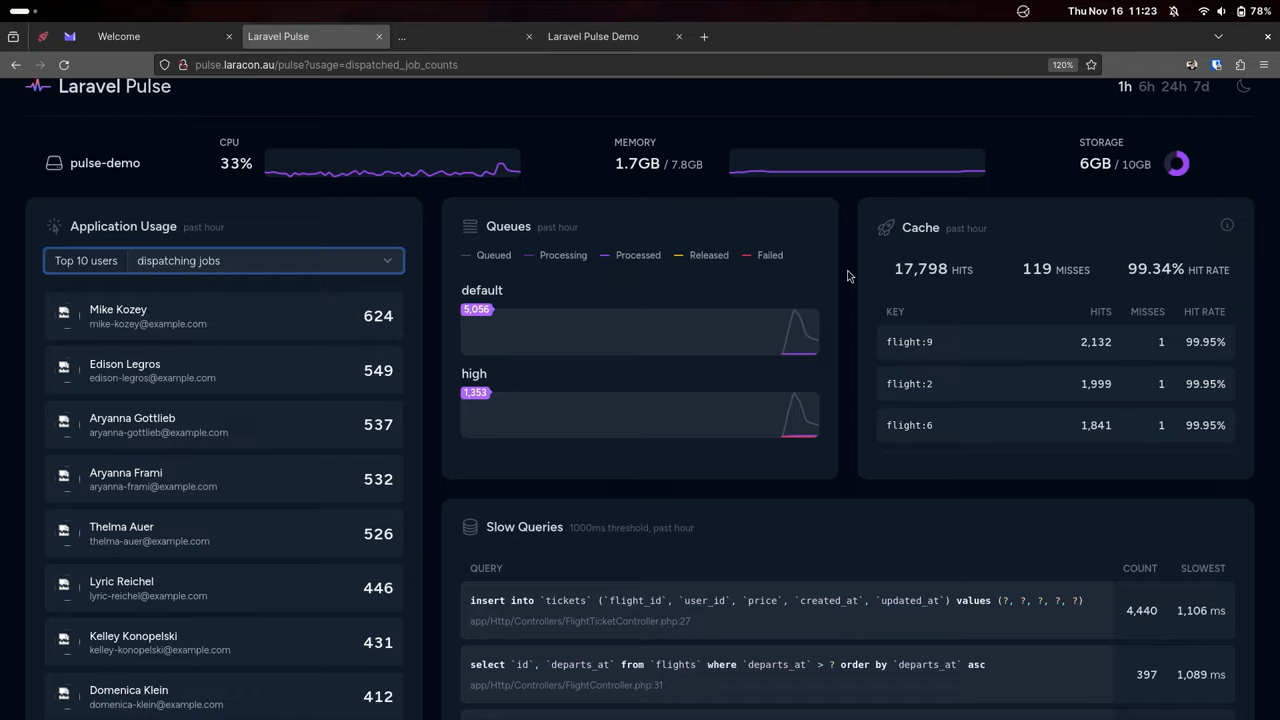 Thu Nov 16 11:23
78%
Welcome
Laravel Pulse
...
Laravel Pulse Demo
pulse.laracon.au/pulse?usage=dispatched_job_counts
120%
Laravel Pulse
1h 6h 24h 7d
pulse-demo
CPU
33%
MEMORY
1.7GB / 7.8GB
STORAGE
6GB / 10GB
Application Usage past hour
Top 10 users dispatching jobs
Mike Kozey
mike-kozey@example.com
624
Edison Legros
edison-legros@example.com
549
Aryanna Gottlieb
aryanna-gottlieb@example.com
537
Aryanna Frami
aryanna-frami@example.com
532
Thelma Auer
thelma-auer@example.com
526
Lyric Reichel
lyric-reichel@example.com
446
Kelley Konopelski
kelley-konopelski@example.com
431
Domenica Klein
domenica-klein@example.com
412
Queues past hour
Queued Processing Processed Released Failed
default
5,056
high
1,353
Cache past hour
17,798 HITS 119 MISSES 99.34% HIT RATE
KEY HITS MISSES HIT RATE
flight:9 2,132 1 99.95%
flight:2 1,999 1 99.95%
flight:6 1,841 1 99.95%
Slow Queries 1000ms threshold, past hour
QUERY COUNT SLOWEST
insert into `tickets` (`flight_id`, `user_id`, `price`, `created_at`, `updated_at`) values (?, ?, ?, ?, ?)
app/Http/Controllers/FlightTicketController.php:27
4,440 1,106 ms
select `id`, `departs_at` from `flights` where `departs_at` > ? order by `departs_at` asc
app/Http/Controllers/FlightController.php:31
397 1,089 ms